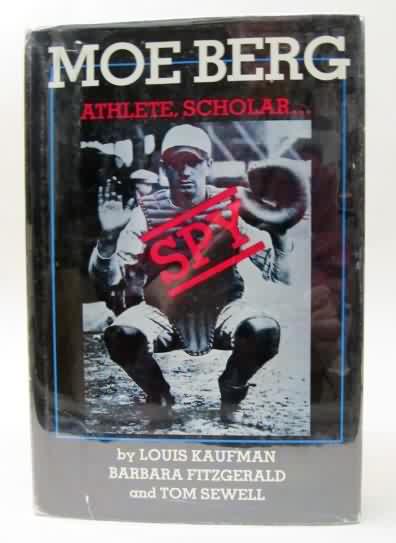 MOE BERG
ATHLETE, SCHOLAR...
SPY
by LOUIS KAUFMAN
BARBARA FITZGERALD
and TOM SEWELL